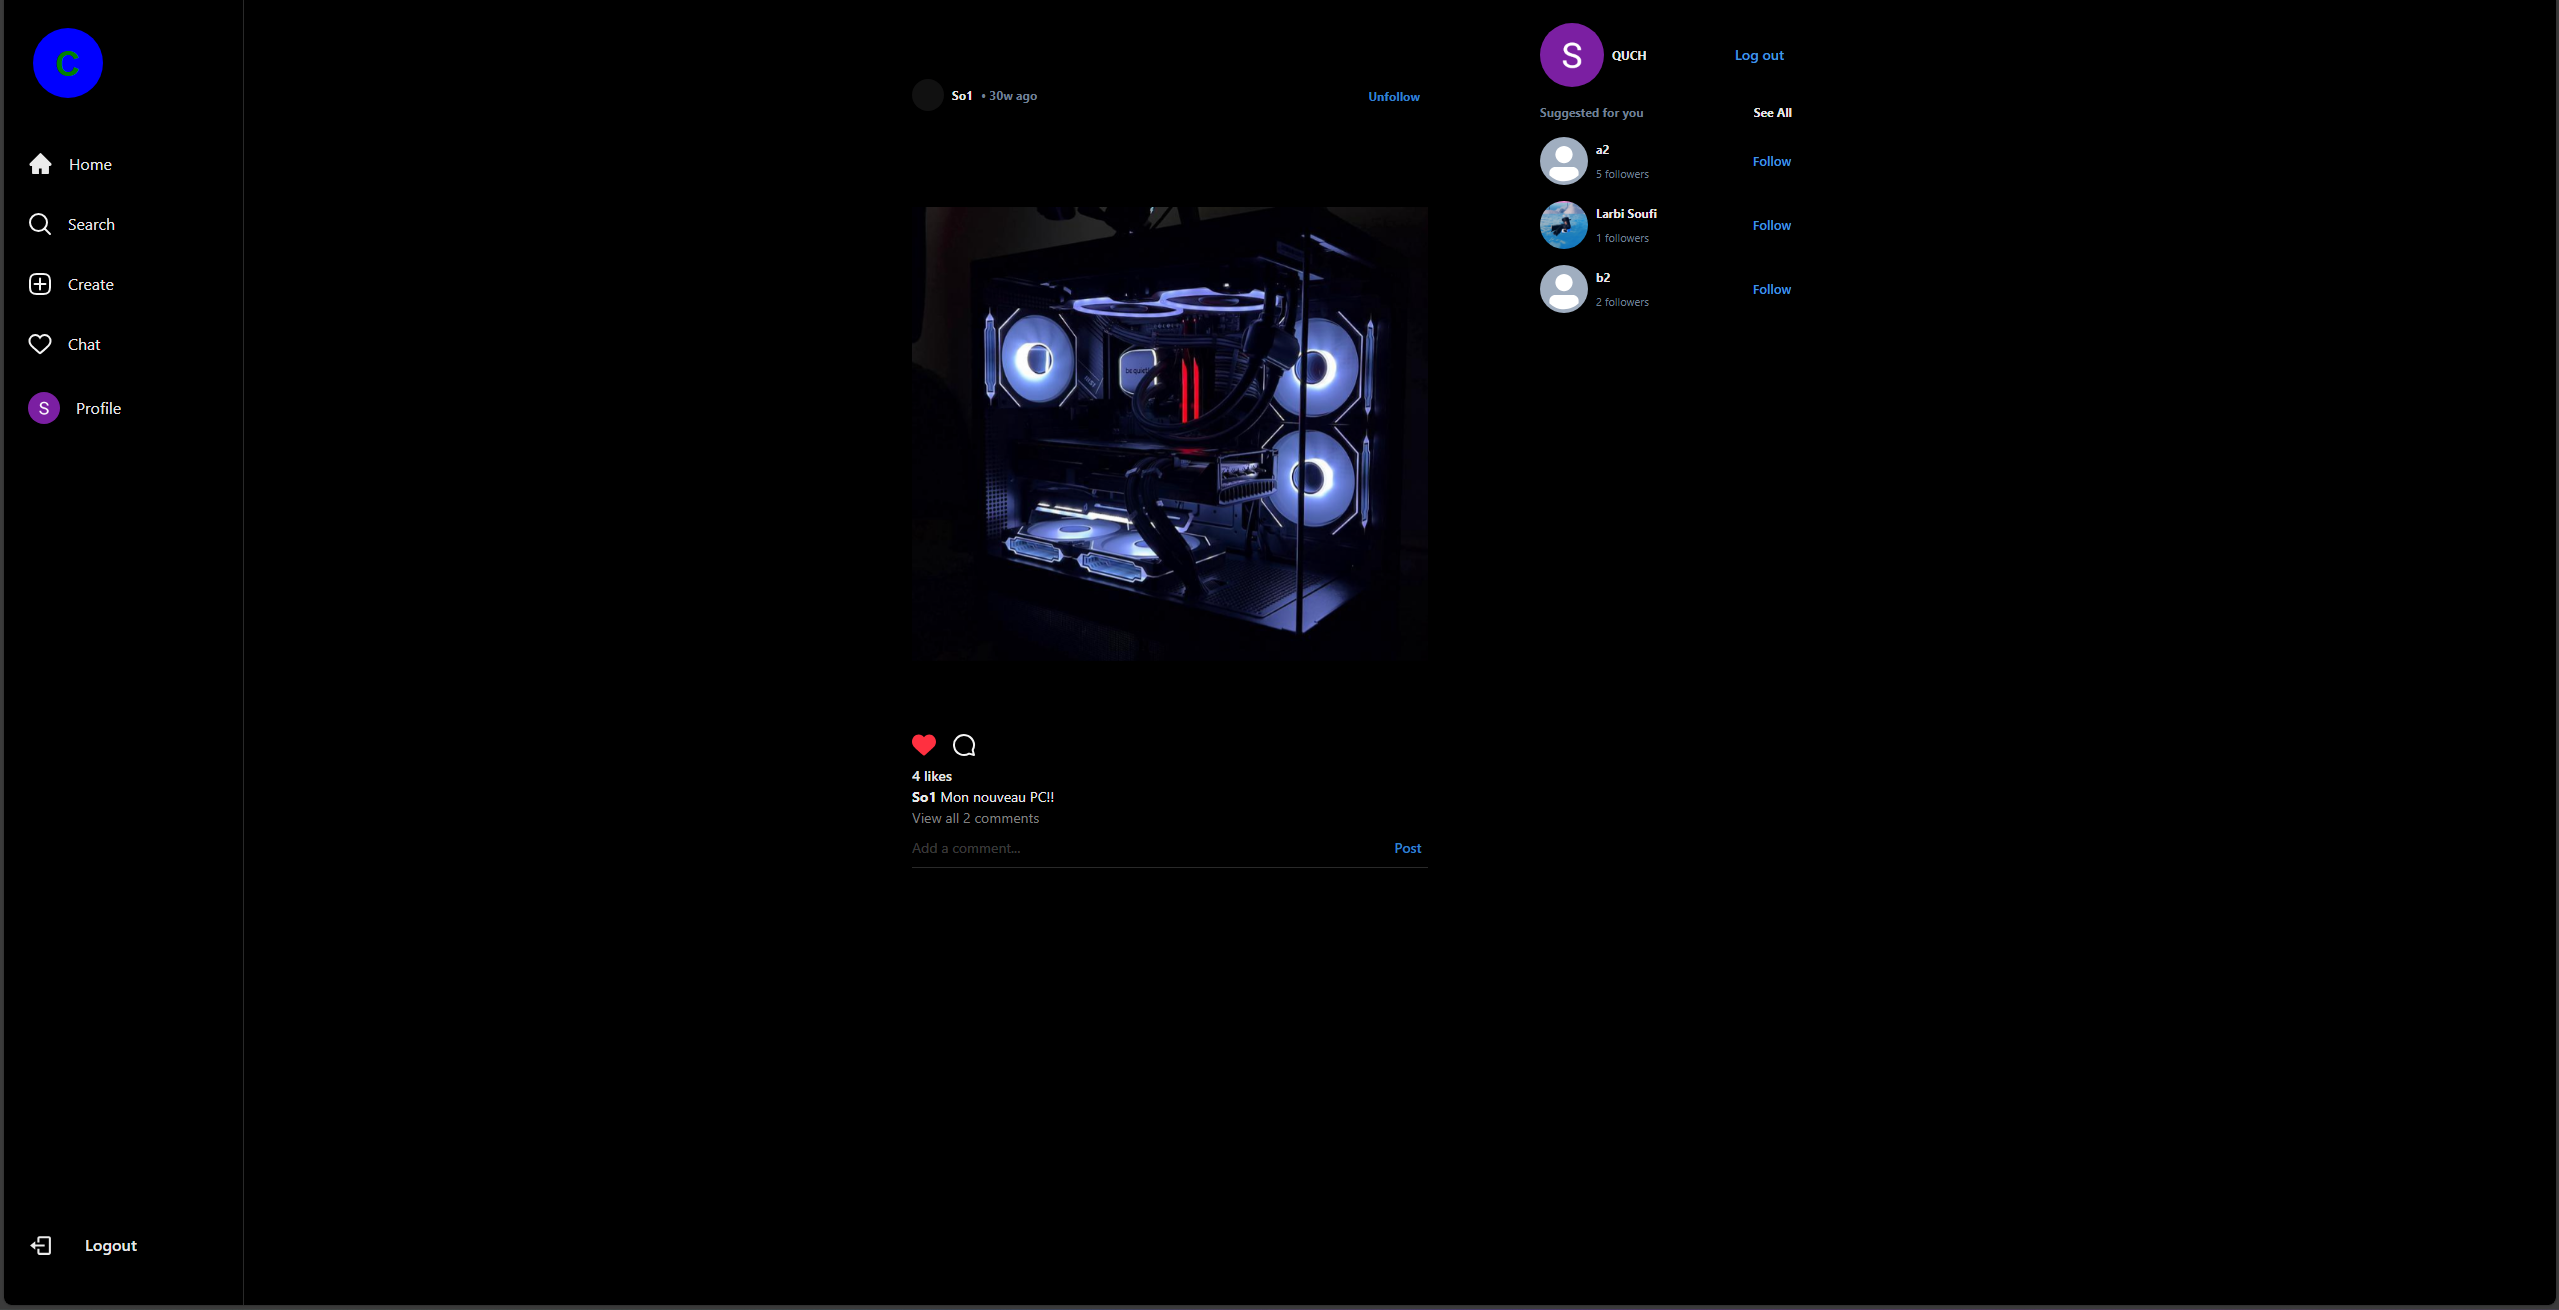 C
Home
Search
Create
Chat
S Profile
Logout
So1 • 30w ago Unfollow
be quiet!
4 likes
So1 Mon nouveau PC!!
View all 2 comments
Add a comment... Post
S QUCH Log out
Suggested for you See All
a2
5 followers
Follow
Larbi Soufi
1 followers
Follow
b2
2 followers
Follow